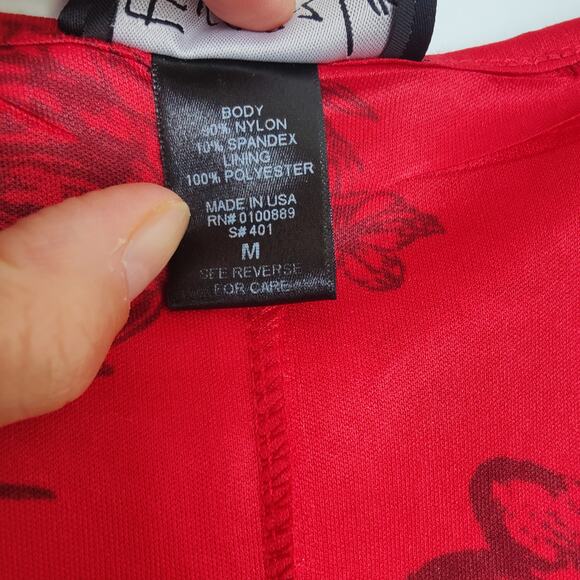 BODY
90% NYLON
10% SPANDEX
LINING
100% POLYESTER
MADE IN USA
RN# 0100889
S# 401
M
SEE REVERSE
FOR CARE